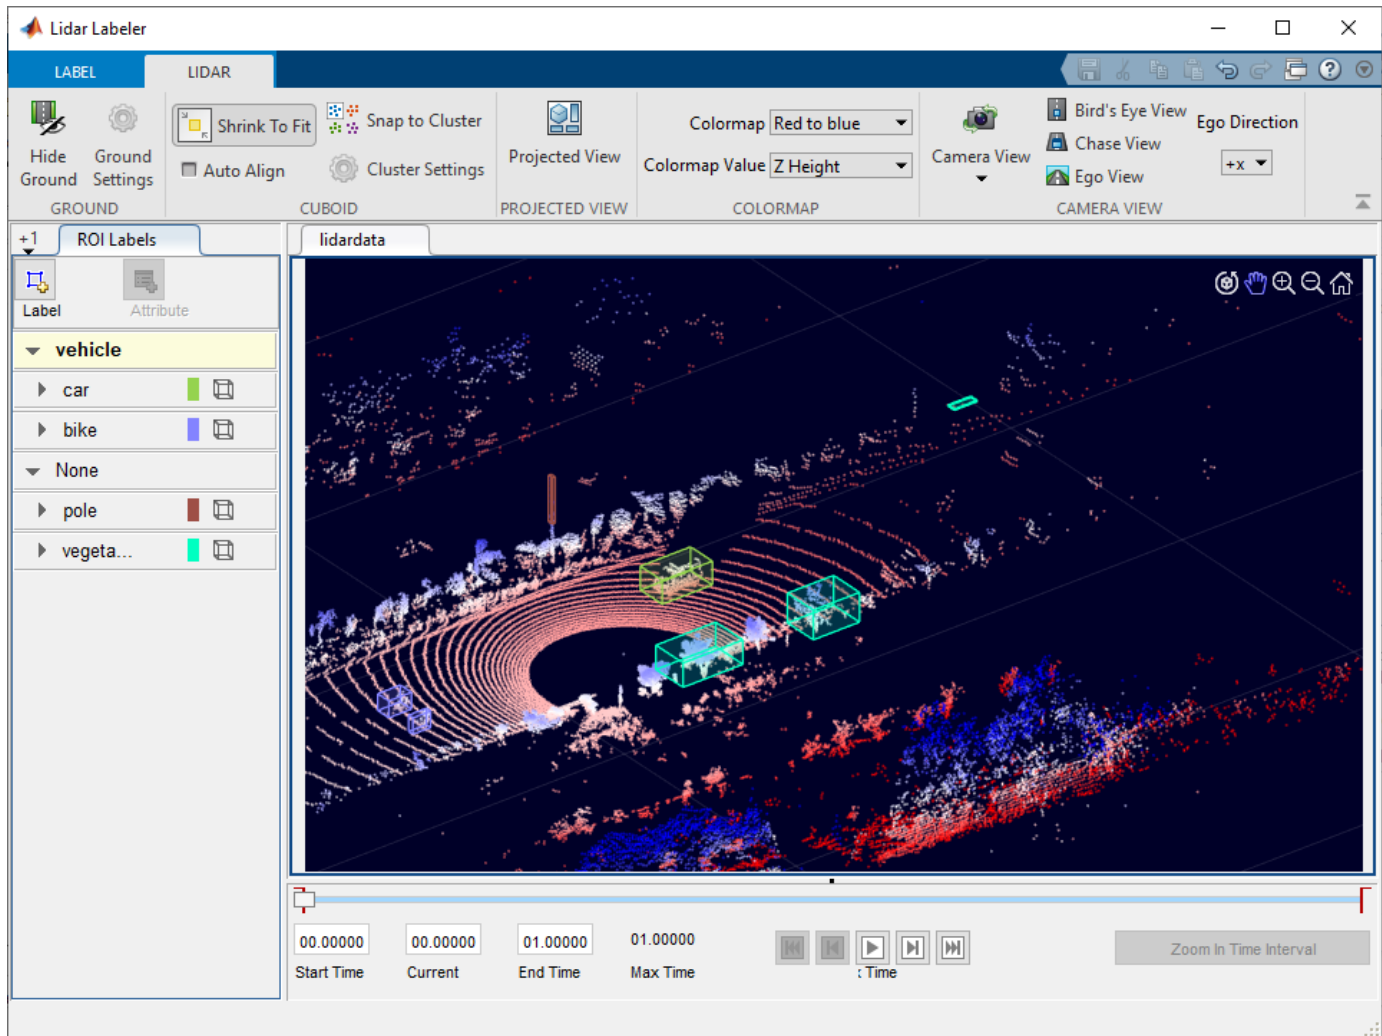 Lidar Labeler
LABEL
LIDAR
Hide Ground
Ground Settings
GROUND
Shrink To Fit
Auto Align
Snap to Cluster
Cluster Settings
CUBOID
Projected View
PROJECTED VIEW
Colormap Red to blue
Colormap Value Z Height
COLORMAP
Camera View
Bird's Eye View
Chase View
Ego View
Ego Direction
+x
CAMERA VIEW
+1
ROI Labels
lidardata
Label
Attribute
vehicle
car
bike
None
pole
vegeta...
00.00000
00.00000
01.00000
01.00000
Start Time
Current
End Time
Max Time
: Time
Zoom In Time Interval